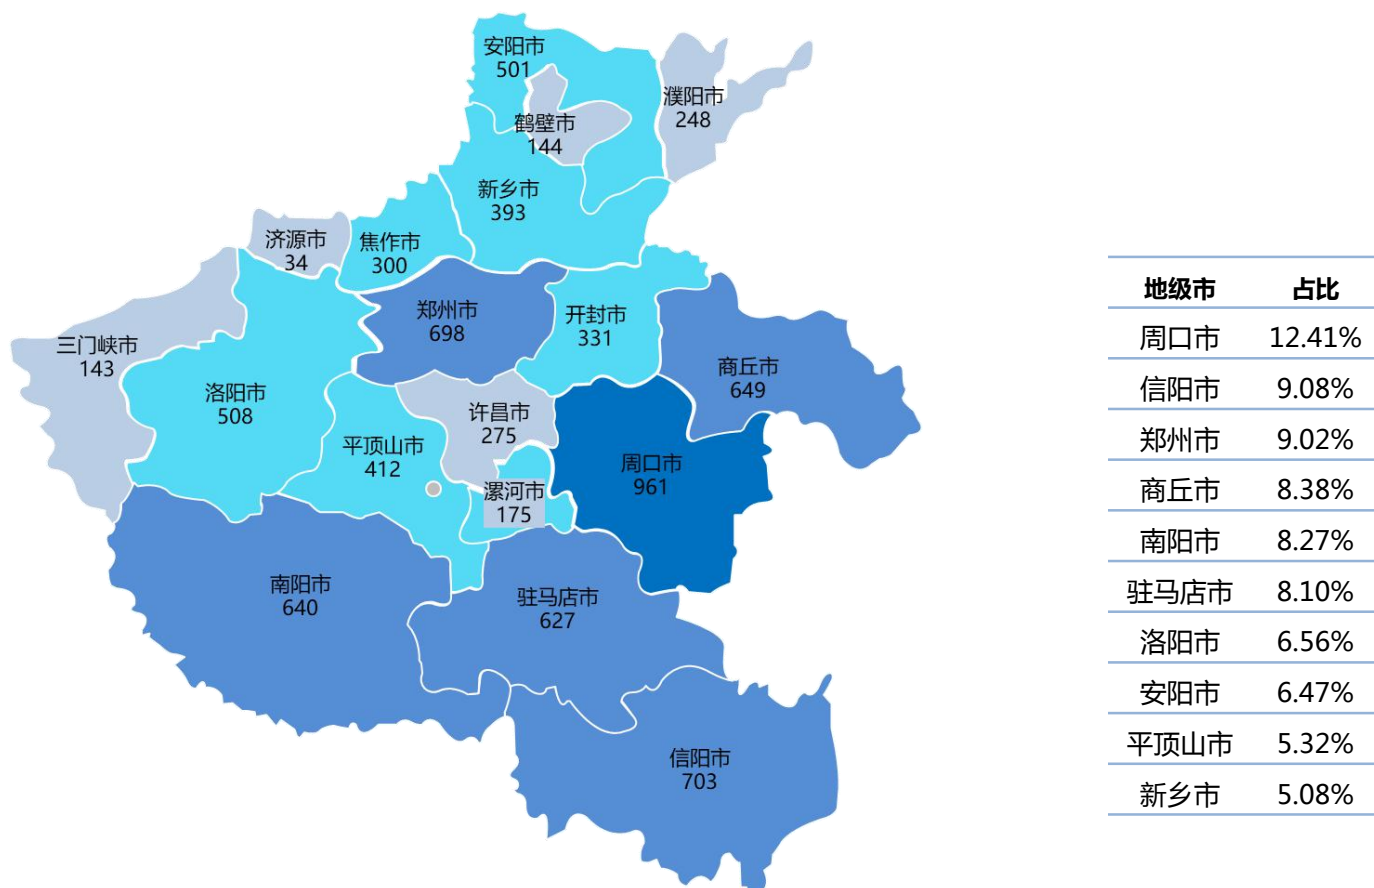 安阳市
501
濮阳市
248
鹤壁市
144
新乡市
393
济源市
34
焦作市
300
郑州市
698
开封市
331
三门峡市
143
商丘市
649
洛阳市
508
许昌市
275
平顶山市
412
周口市
961
漯河市
175
南阳市
640
驻马店市
627
信阳市
703
地级市 占比
周口市 12.41%
信阳市 9.08%
郑州市 9.02%
商丘市 8.38%
南阳市 8.27%
驻马店市 8.10%
洛阳市 6.56%
安阳市 6.47%
平顶山市 5.32%
新乡市 5.08%